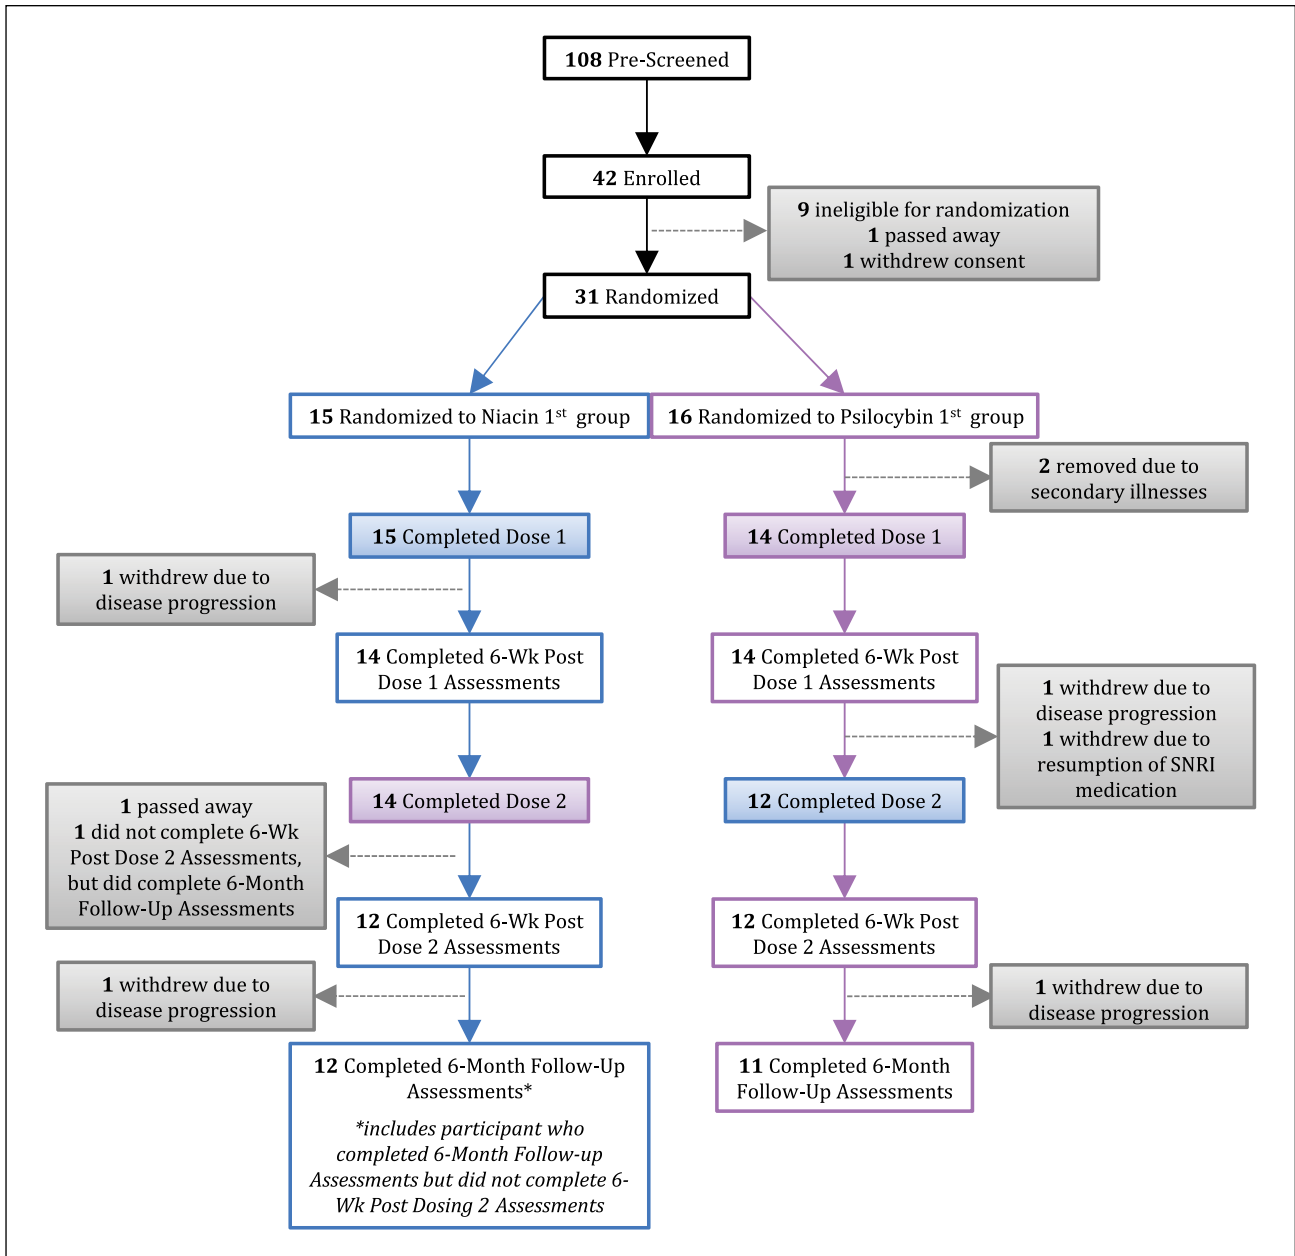 108 Pre-Screened
42 Enrolled
9 ineligible for randomization
1 passed away
1 withdrew consent
31 Randomized
15 Randomized to Niacin 1st group
16 Randomized to Psilocybin 1st group
2 removed due to
secondary illnesses
15 Completed Dose 1
14 Completed Dose 1
1 withdrew due to
disease progression
14 Completed 6-Wk Post
Dose 1 Assessments
14 Completed 6-Wk Post
Dose 1 Assessments
1 withdrew due to
disease progression
1 withdrew due to
resumption of SNRI
medication
14 Completed Dose 2
12 Completed Dose 2
1 passed away
1 did not complete 6-Wk
Post Dose 2 Assessments,
but did complete 6-Month
Follow-Up Assessments
12 Completed 6-Wk Post
Dose 2 Assessments
12 Completed 6-Wk Post
Dose 2 Assessments
1 withdrew due to
disease progression
1 withdrew due to
disease progression
12 Completed 6-Month Follow-Up
Assessments*
*includes participant who
completed 6-Month Follow-up
Assessments but did not complete 6-
Wk Post Dosing 2 Assessments
11 Completed 6-Month
Follow-Up Assessments